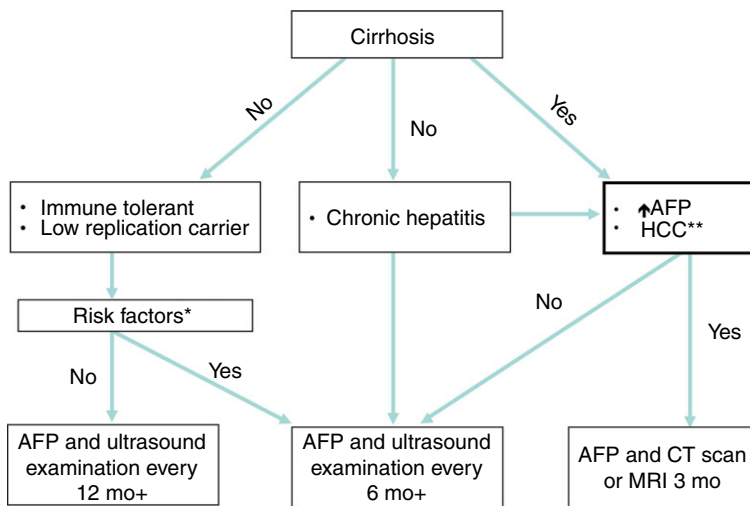 Cirrhosis
No
No
Yes
• Immune tolerant
• Low replication carrier
• Chronic hepatitis
• ↑AFP
• HCC**
Risk factors*
No
Yes
No
Yes
AFP and ultrasound
examination every
12 mo+
AFP and ultrasound
examination every
6 mo+
AFP and CT scan
or MRI 3 mo